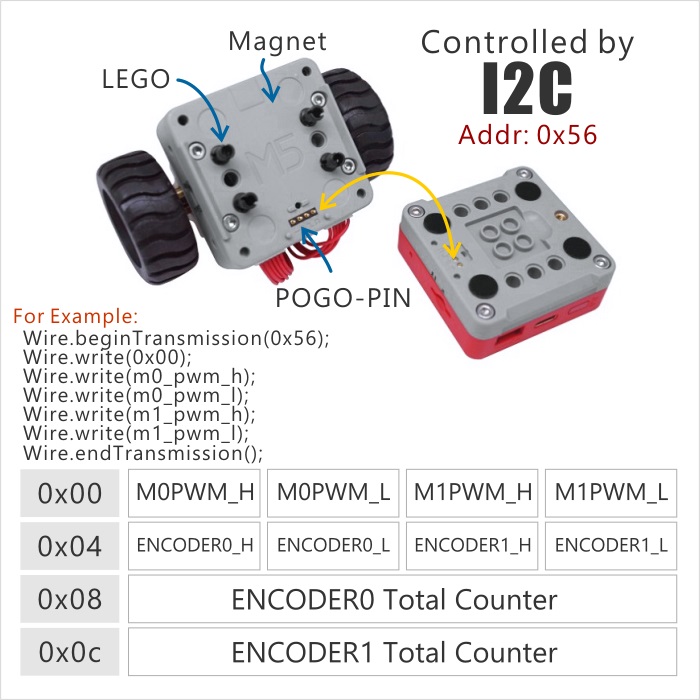 Magnet
LEGO
Controlled by
I2C
Addr: 0x56
M5
POGO-PIN
For Example:
Wire.beginTransmission(0x56);
Wire.write(0x00);
Wire.write(m0_pwm_h);
Wire.write(m0_pwm_l);
Wire.write(m1_pwm_h);
Wire.write(m1_pwm_l);
Wire.endTransmission();
0x00 M0PWM_H M0PWM_L M1PWM_H M1PWM_L
0x04 ENCODER0_H ENCODER0_L ENCODER1_H ENCODER1_L
0x08 ENCODER0 Total Counter
0x0c ENCODER1 Total Counter